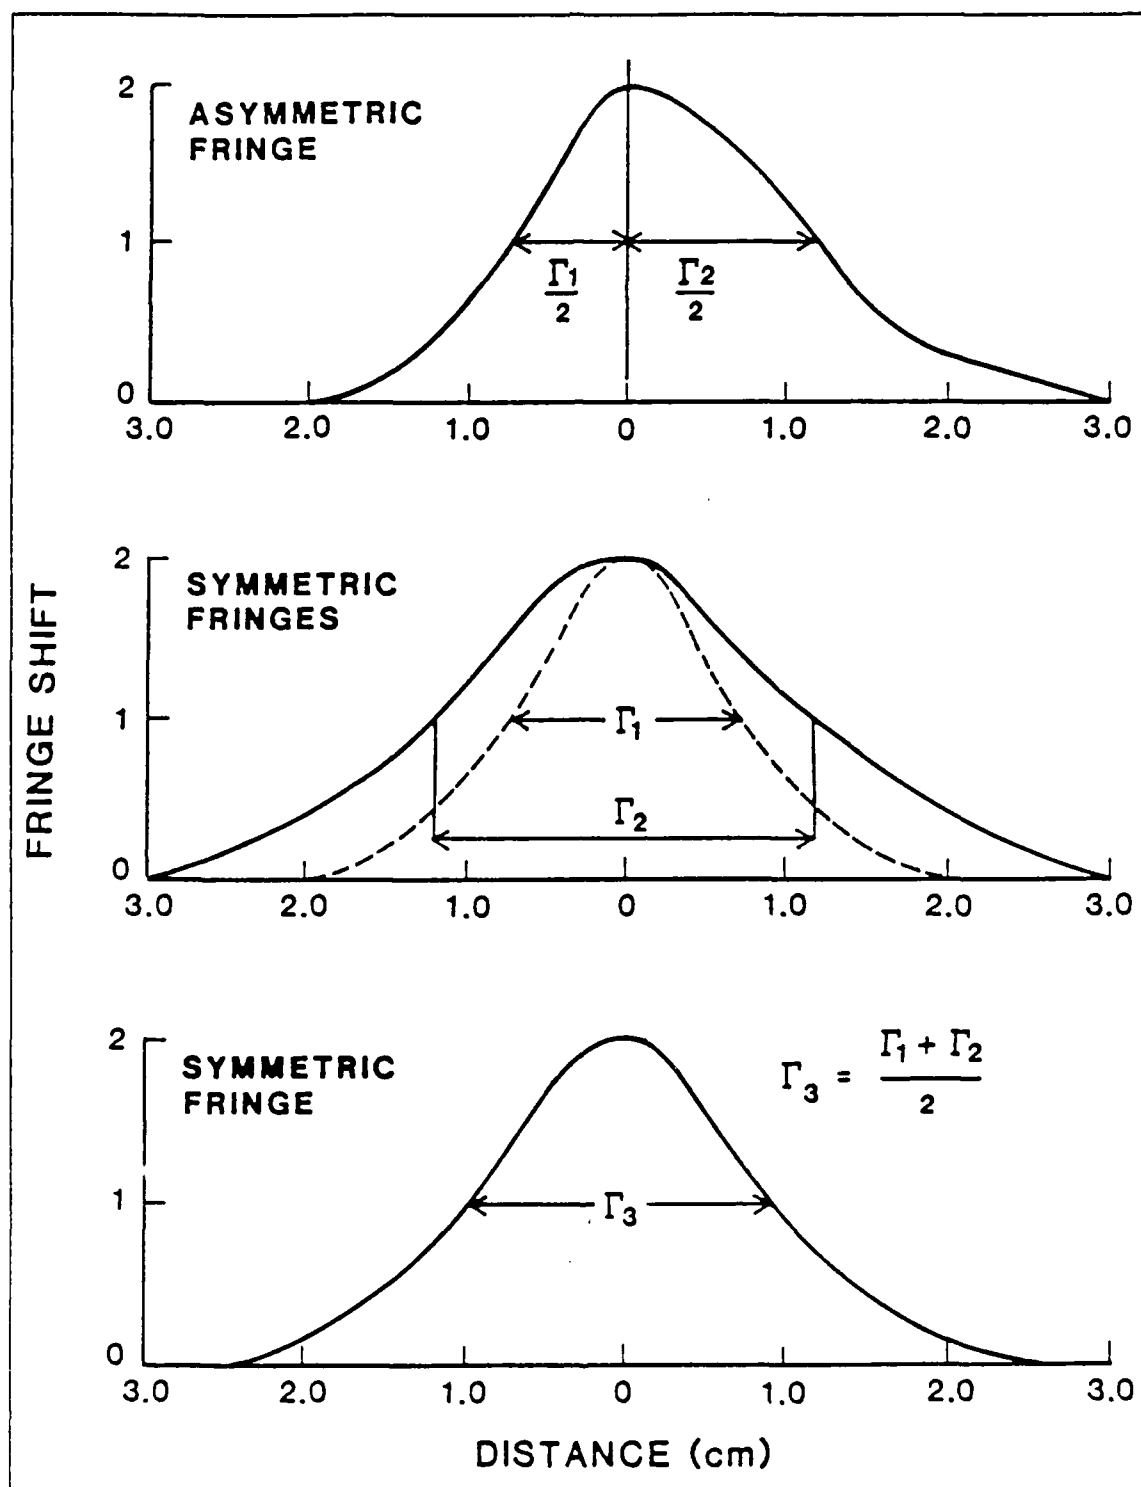 2
ASYMMETRIC
FRINGE
1
Γ1/2 Γ2/2
0
3.0 2.0 1.0 0 1.0 2.0 3.0
FRINGE SHIFT
2
SYMMETRIC
FRINGES
1
Γ1
Γ2
0
3.0 2.0 1.0 0 1.0 2.0 3.0
2
SYMMETRIC
FRINGE
Γ3 = Γ1 + Γ2 / 2
1
Γ3
0
3.0 2.0 1.0 0 1.0 2.0 3.0
DISTANCE (cm)